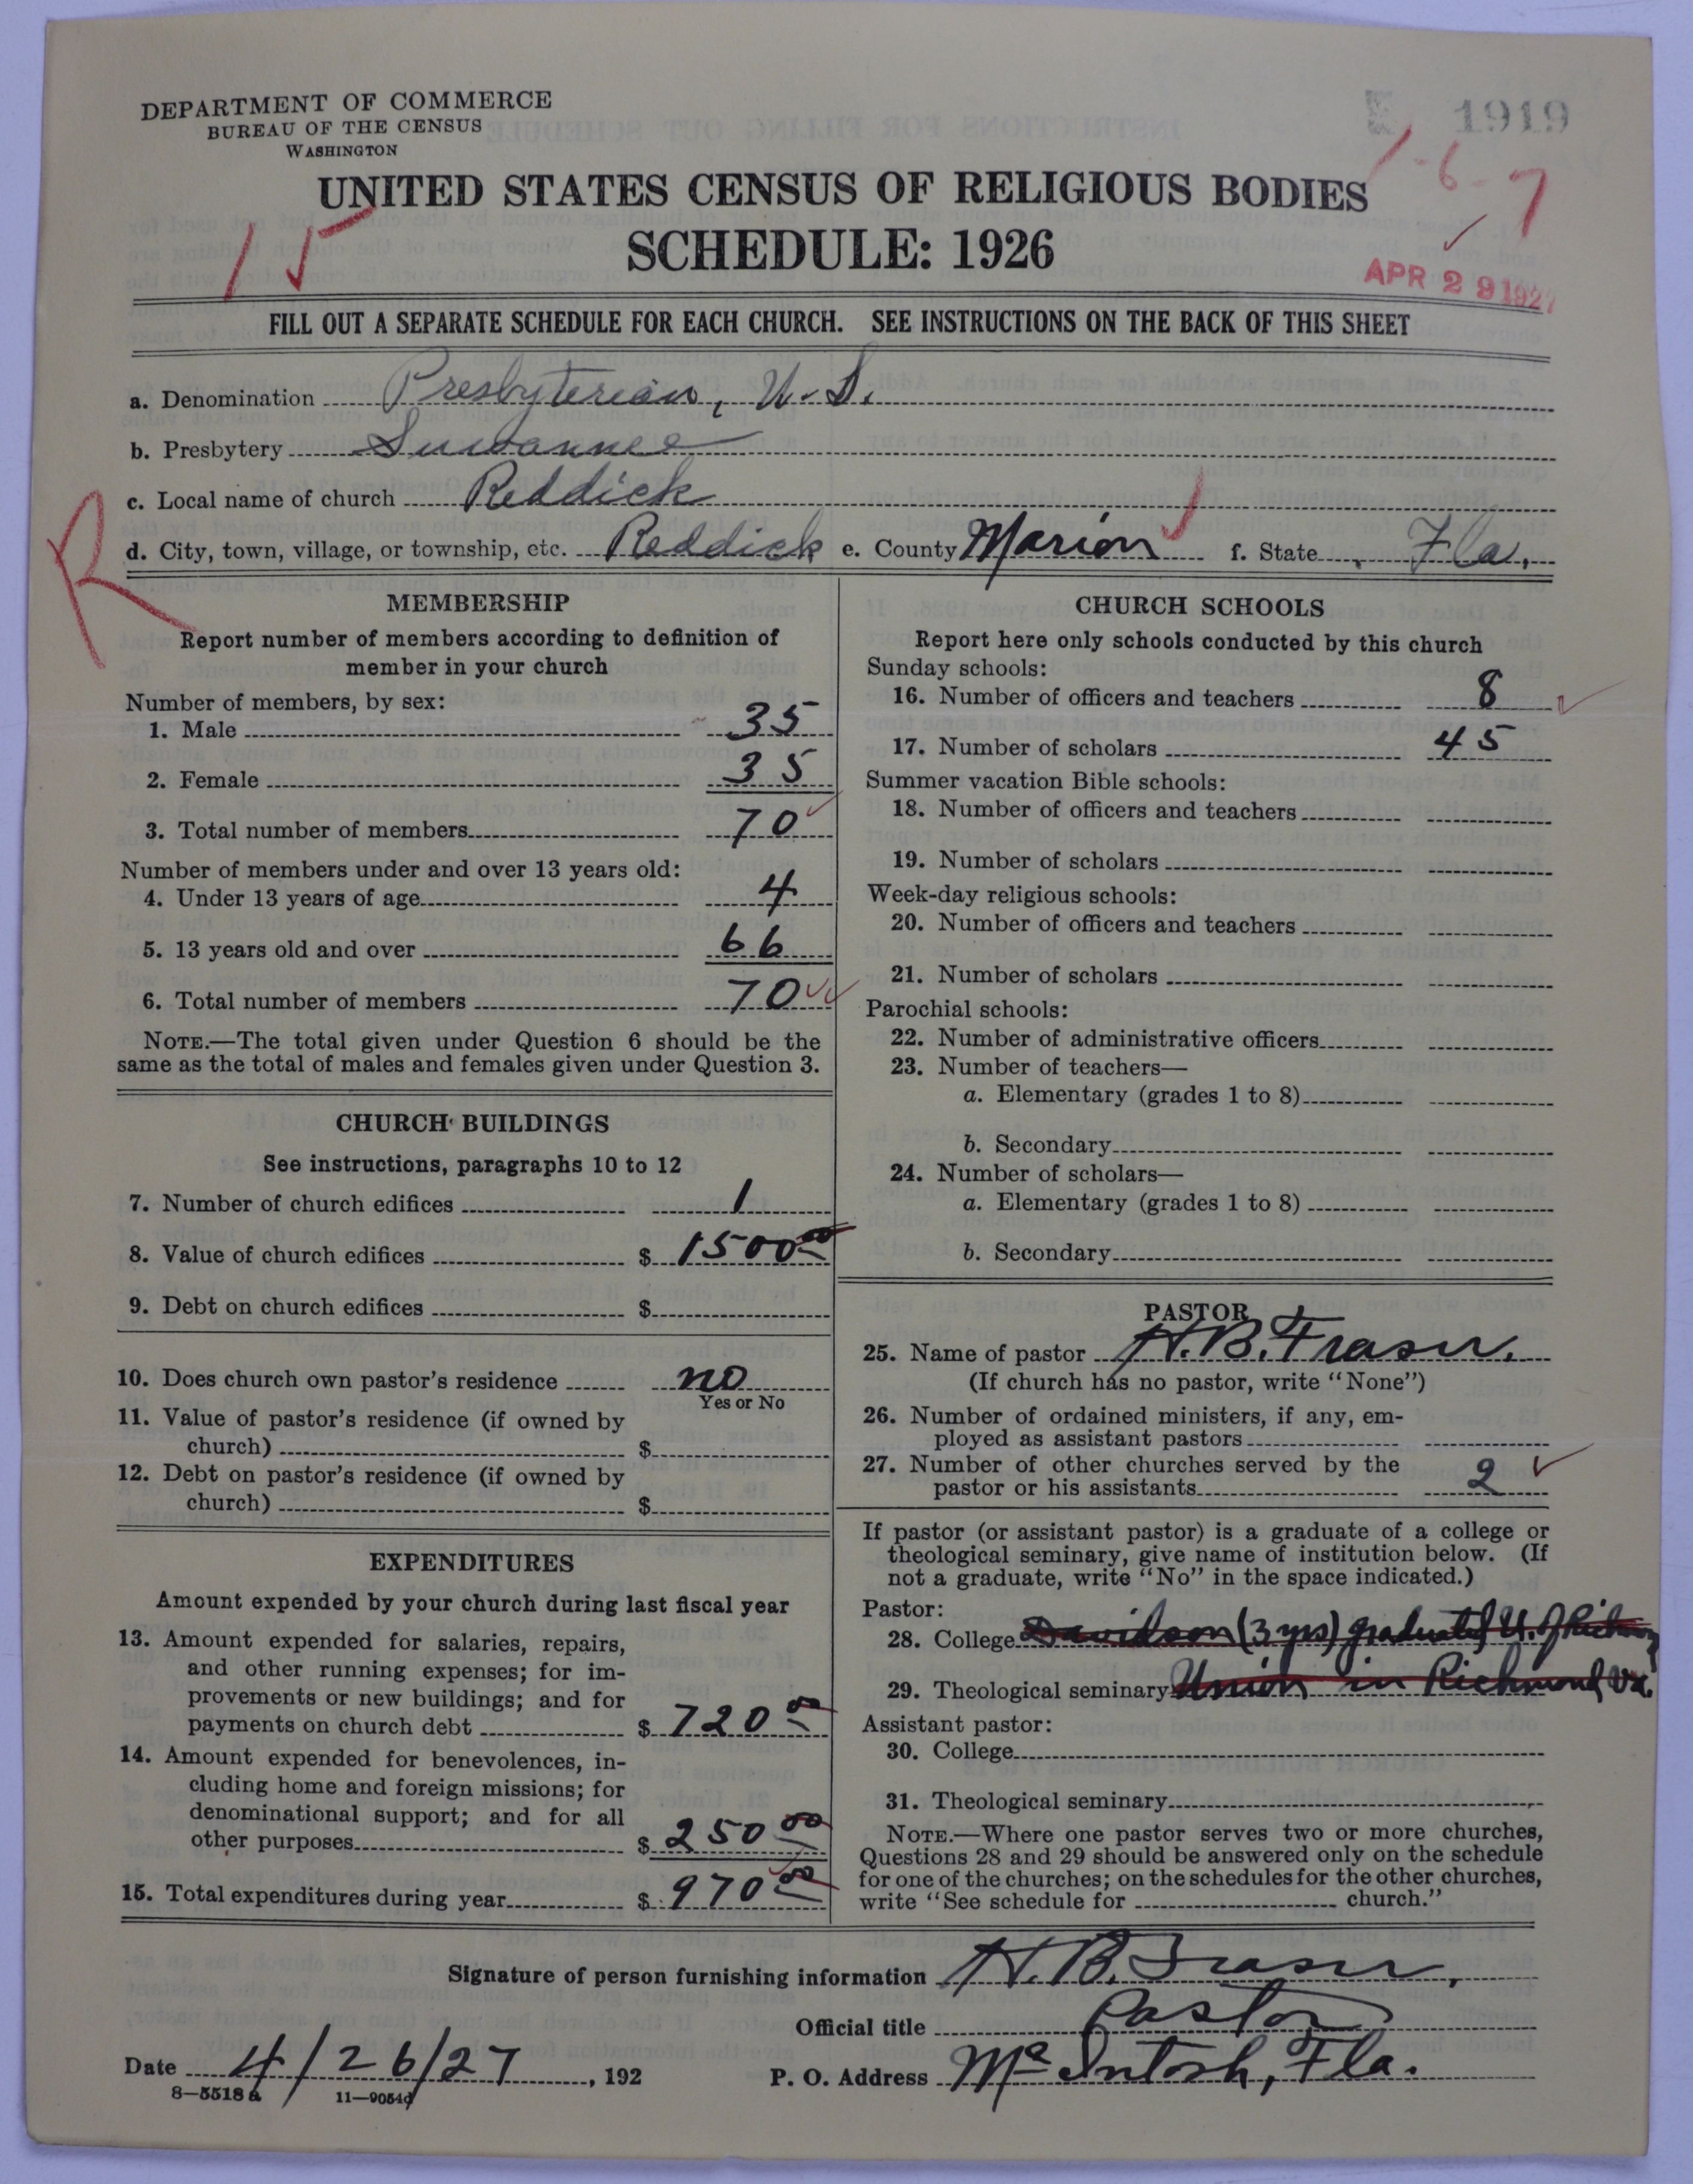 DEPARTMENT OF COMMERCE
BUREAU OF THE CENSUS
WASHINGTON
1919
1-6-7
UNITED STATES CENSUS OF RELIGIOUS BODIES
SCHEDULE: 1926
15
APR 29 1927
FILL OUT A SEPARATE SCHEDULE FOR EACH CHURCH. SEE INSTRUCTIONS ON THE BACK OF THIS SHEET
a. Denomination Presbyterian, U.S.
b. Presbytery Suwannee
c. Local name of church Reddick
R
d. City, town, village, or township, etc. Reddick e. County Marion f. State Fla.
MEMBERSHIP
Report number of members according to definition of
member in your church
Number of members, by sex:
1. Male 35
2. Female 35
3. Total number of members 70
Number of members under and over 13 years old:
4. Under 13 years of age 4
5. 13 years old and over 66
6. Total number of members 70
NOTE.—The total given under Question 6 should be the
same as the total of males and females given under Question 3.
CHURCH BUILDINGS
See instructions, paragraphs 10 to 12
7. Number of church edifices 1
8. Value of church edifices $ 1500 00
9. Debt on church edifices $
10. Does church own pastor's residence no
Yes or No
11. Value of pastor's residence (if owned by
church) $
12. Debt on pastor's residence (if owned by
church) $
EXPENDITURES
Amount expended by your church during last fiscal year
13. Amount expended for salaries, repairs,
and other running expenses; for im-
provements or new buildings; and for
payments on church debt $ 720 00
14. Amount expended for benevolences, in-
cluding home and foreign missions; for
denominational support; and for all
other purposes $ 250 00
15. Total expenditures during year $ 970 00
CHURCH SCHOOLS
Report here only schools conducted by this church
Sunday schools:
16. Number of officers and teachers 8
17. Number of scholars 45
Summer vacation Bible schools:
18. Number of officers and teachers
19. Number of scholars
Week-day religious schools:
20. Number of officers and teachers
21. Number of scholars
Parochial schools:
22. Number of administrative officers
23. Number of teachers—
a. Elementary (grades 1 to 8)
b. Secondary
24. Number of scholars—
a. Elementary (grades 1 to 8)
b. Secondary
PASTOR
25. Name of pastor H. B. Fraser.
(If church has no pastor, write "None")
26. Number of ordained ministers, if any, em-
ployed as assistant pastors
27. Number of other churches served by the
pastor or his assistants 2
If pastor (or assistant pastor) is a graduate of a college or
theological seminary, give name of institution below. (If
not a graduate, write "No" in the space indicated.)
Pastor:
28. College Davidson (3 yrs) graduated U. of
29. Theological seminary Union in Richmond Va.
Assistant pastor:
30. College
31. Theological seminary
NOTE.—Where one pastor serves two or more churches,
Questions 28 and 29 should be answered only on the schedule
for one of the churches; on the schedules for the other churches,
write "See schedule for church."
Signature of person furnishing information H. B. Fraser,
Official title Pastor
Date 4/26/27, 192 P. O. Address McIntosh, Fla.
8-5518a 11-9054d